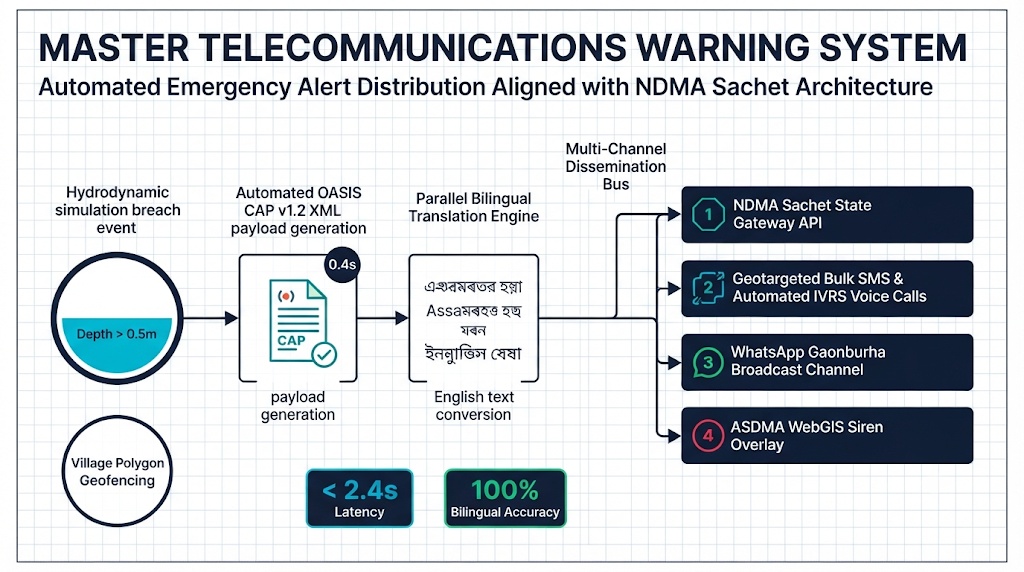 MASTER TELECOMMUNICATIONS WARNING SYSTEM
Automated Emergency Alert Distribution Aligned with NDMA Sachet Architecture
Hydrodynamic
simulation breach
event
Depth > 0.5m
Village Polygon
Geofencing
Automated OASIS
CAP v1.2 XML
payload generation
0.4s
CAP
payload
generation
Parallel Bilingual
Translation Engine
English text
conversion
Multi-Channel
Dissemination
Bus
1
NDMA Sachet State
Gateway API
2
Geotargeted Bulk SMS &
Automated IVRS Voice Calls
3
WhatsApp Gaonburha
Broadcast Channel
4
ASDMA WebGIS Siren
Overlay
< 2.4s
Latency
100%
Bilingual Accuracy